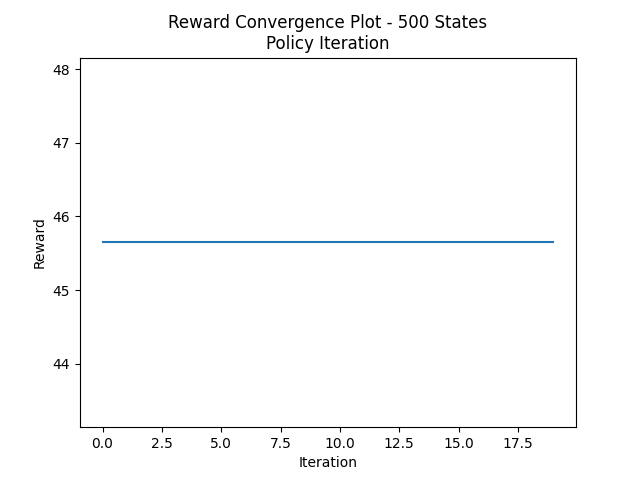 Reward Convergence Plot - 500 States
Policy Iteration
48
47
46
45
44
Reward
0.0 2.5 5.0 7.5 10.0 12.5 15.0 17.5
Iteration